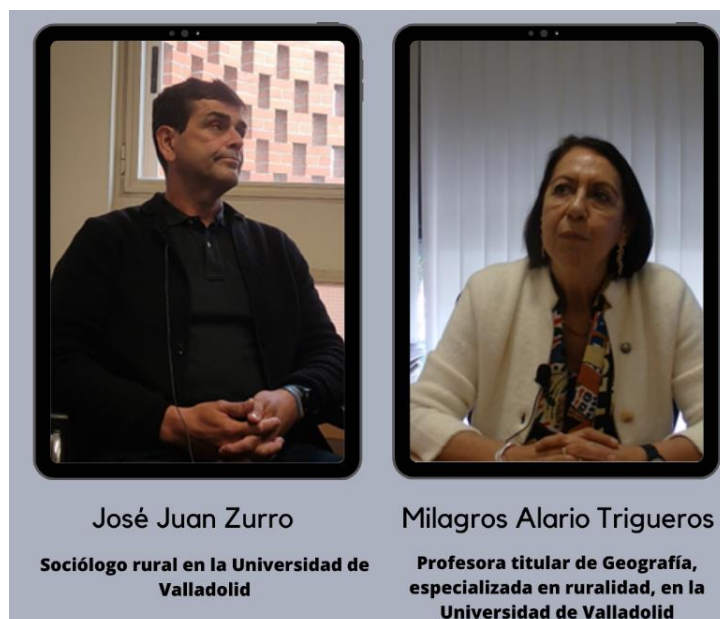 José Juan Zurro
Sociólogo rural en la Universidad de
Valladolid
Milagros Alario Trigueros
Profesora titular de Geografía,
especializada en ruralidad, en la
Universidad de Valladolid